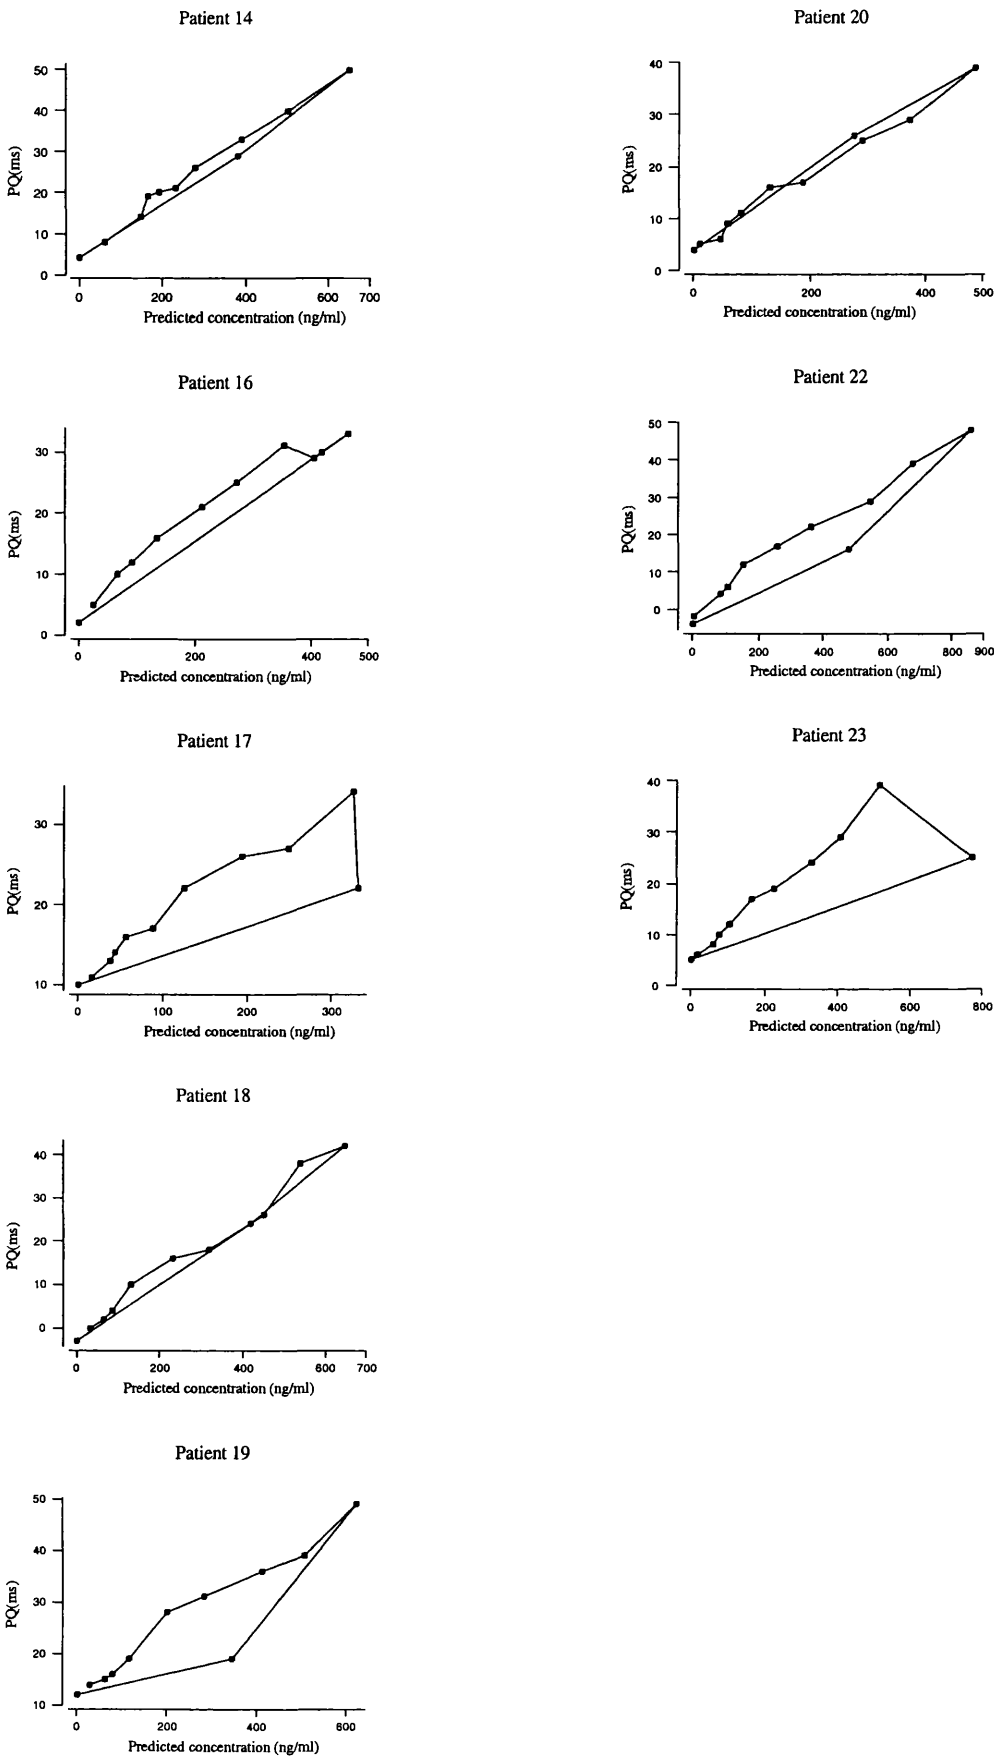 Patient 14
50
40
30
20
10
0
PQ(ms)
0 200 400 600 700
Predicted concentration (ng/ml)
Patient 20
40
30
20
10
0
PQ(ms)
0 200 400 500
Predicted concentration (ng/ml)
Patient 16
30
20
10
0
PQ(ms)
0 200 400 500
Predicted concentration (ng/ml)
Patient 22
50
40
30
20
10
0
PQ(ms)
0 200 400 600 800 900
Predicted concentration (ng/ml)
Patient 17
30
20
10
PQ(ms)
0 100 200 300
Predicted concentration (ng/ml)
Patient 23
40
30
20
10
0
PQ(ms)
0 200 400 600 800
Predicted concentration (ng/ml)
Patient 18
40
30
20
10
0
PQ(ms)
0 200 400 600 700
Predicted concentration (ng/ml)
Patient 19
50
40
30
20
10
PQ(ms)
0 200 400 600
Predicted concentration (ng/ml)